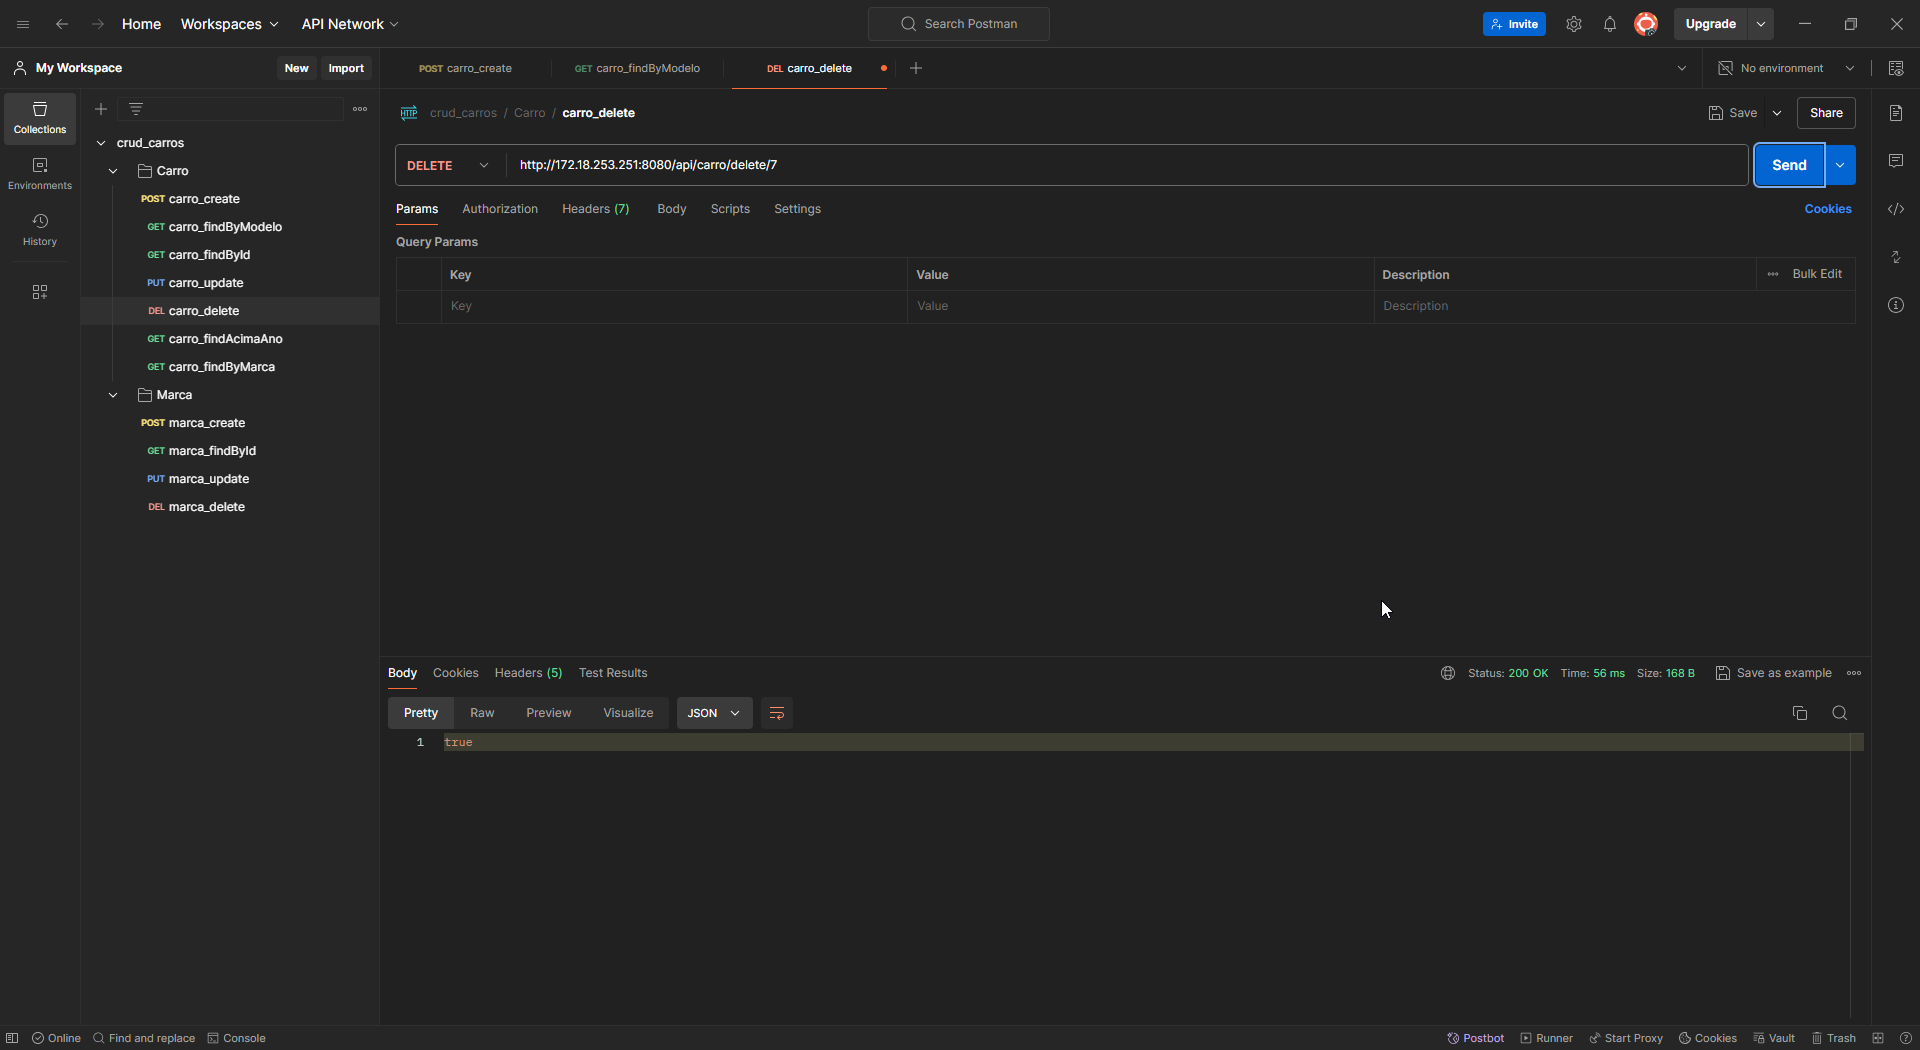 Home Workspaces API Network Search Postman Invite Upgrade
My Workspace New Import POST carro_create GET carro_findByModelo DEL carro_delete No environment
Collections
Environments
History
crud_carros
Carro
POST carro_create
GET carro_findByModelo
GET carro_findById
PUT carro_update
DEL carro_delete
GET carro_findAcimaAno
GET carro_findByMarca
Marca
POST marca_create
GET marca_findById
PUT marca_update
DEL marca_delete
HTTP crud_carros / Carro / carro_delete Save Share
DELETE http://172.18.253.251:8080/api/carro/delete/7 Send
Params Authorization Headers (7) Body Scripts Settings Cookies
Query Params
Key Value Description Bulk Edit
Key Value Description
Body Cookies Headers (5) Test Results Status: 200 OK Time: 56 ms Size: 168 B Save as example
Pretty Raw Preview Visualize JSON
1 true
Online Find and replace Console Postbot Runner Start Proxy Cookies Vault Trash